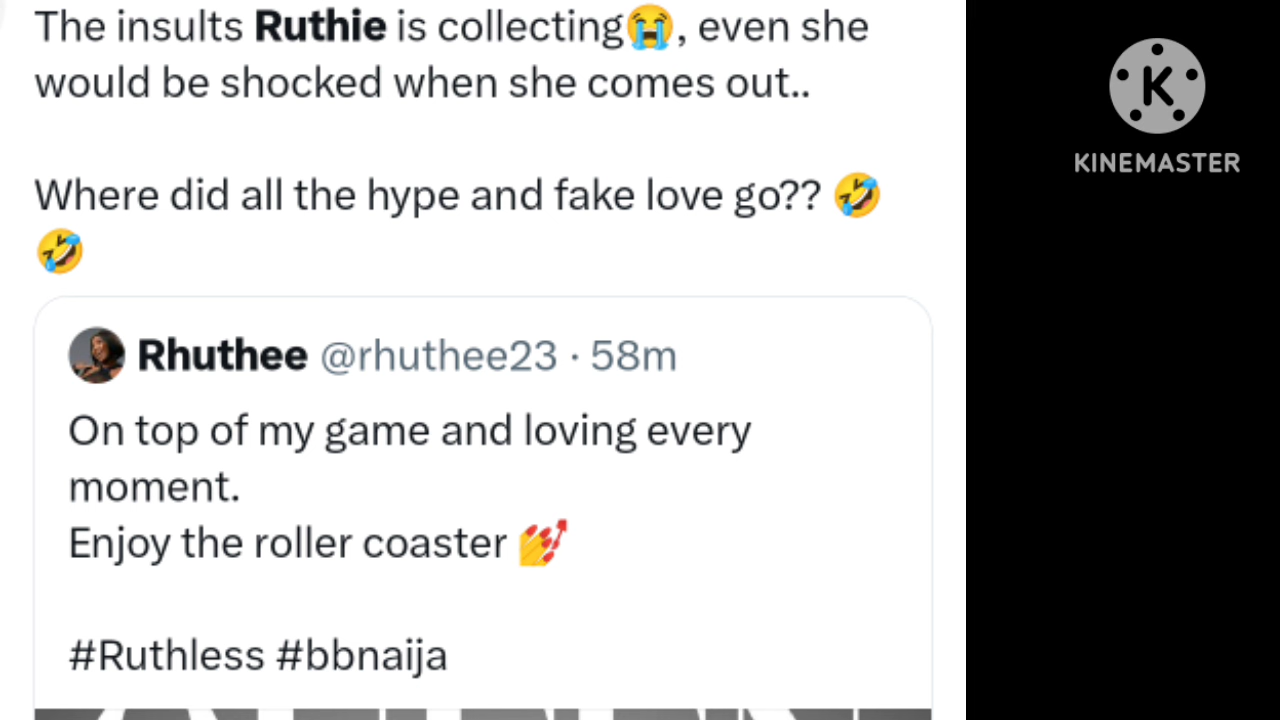 The insults Ruthie is collecting😭, even she
would be shocked when she comes out..
Where did all the hype and fake love go?? 🤣
🤣
Rhuthee @rhuthee23 · 58m
On top of my game and loving every
moment.
Enjoy the roller coaster 💅
#Ruthless #bbnaija
K
KINEMASTER